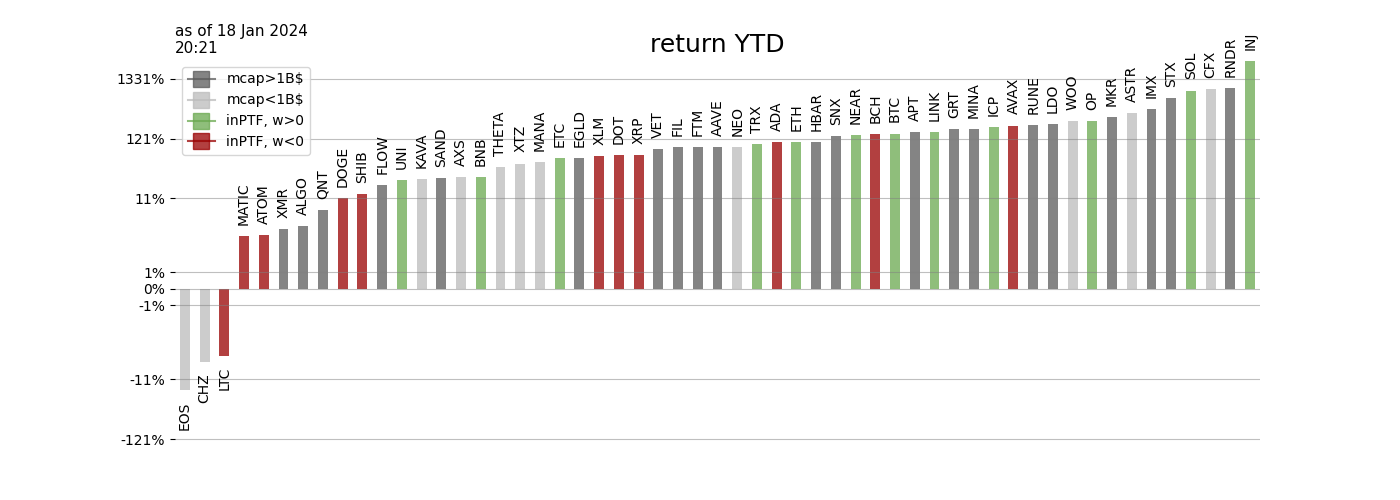 as of 18 Jan 2024
20:21
return YTD
mcap>1B$
mcap<1B$
inPTF, w>0
inPTF, w<0
1331%
121%
11%
1%
0%
-1%
-11%
-121%
EOS
CHZ
LTC
MATIC
ATOM
XMR
ALGO
QNT
DOGE
SHIB
FLOW
UNI
KAVA
SAND
AXS
BNB
THETA
XTZ
MANA
ETC
EGLD
XLM
DOT
XRP
VET
FIL
FTM
AAVE
NEO
TRX
ADA
ETH
HBAR
SNX
NEAR
BCH
BTC
APT
LINK
GRT
MINA
ICP
AVAX
RUNE
LDO
WOO
OP
MKR
ASTR
IMX
STX
SOL
CFX
RNDR
INJ